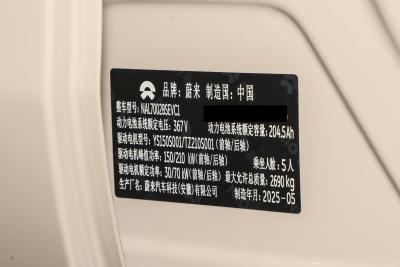 品牌：蔚来 制造国：中国
整车型号：NAL7002BSEVC1
动力电池系统额定电压：367V 动力电池系统额定容量：204.5Ah
驱动电机型号：YS150S001/TZ210S001(前轴/后轴)
驱动电机峰值功率：150/210 kW(前轴/后轴) 乘坐人数：5人
驱动电机额定功率：30/70 kW(前轴/后轴) 最大允许总质量：2690kg
生产厂名：蔚来汽车科技(安徽)有限公司 制造年月：2025-05